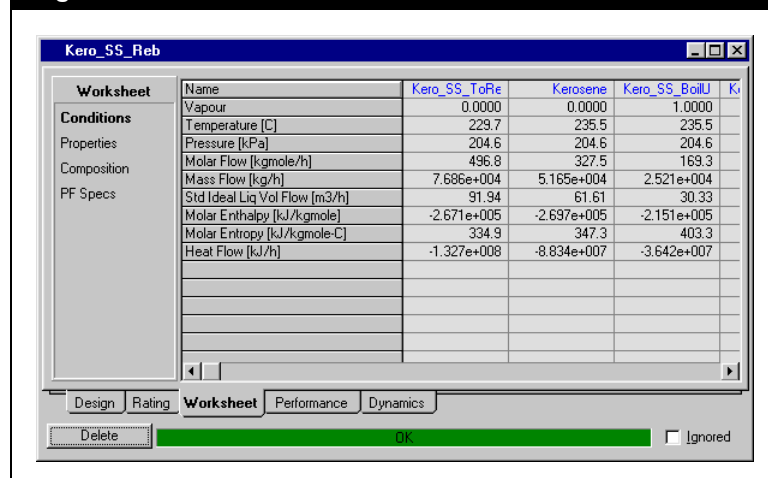 Kero_SS_Reb
Worksheet
Conditions
Properties
Composition
PF Specs
Name Kero_SS_ToRe Kerosene Kero_SS_BoilU
Vapour 0.0000 0.0000 1.0000
Temperature [C] 229.7 235.5 235.5
Pressure [kPa] 204.6 204.6 204.6
Molar Flow [kgmole/h] 496.8 327.5 169.3
Mass Flow [kg/h] 7.686e+004 5.165e+004 2.521e+004
Std Ideal Liq Vol Flow [m3/h] 91.94 61.61 30.33
Molar Enthalpy [kJ/kgmole] -2.671e+005 -2.697e+005 -2.151e+005
Molar Entropy [kJ/kgmole-C] 334.9 347.3 403.3
Heat Flow [kJ/h] -1.327e+008 -8.834e+007 -3.642e+007
Design Rating Worksheet Performance Dynamics
Delete OK Ignored